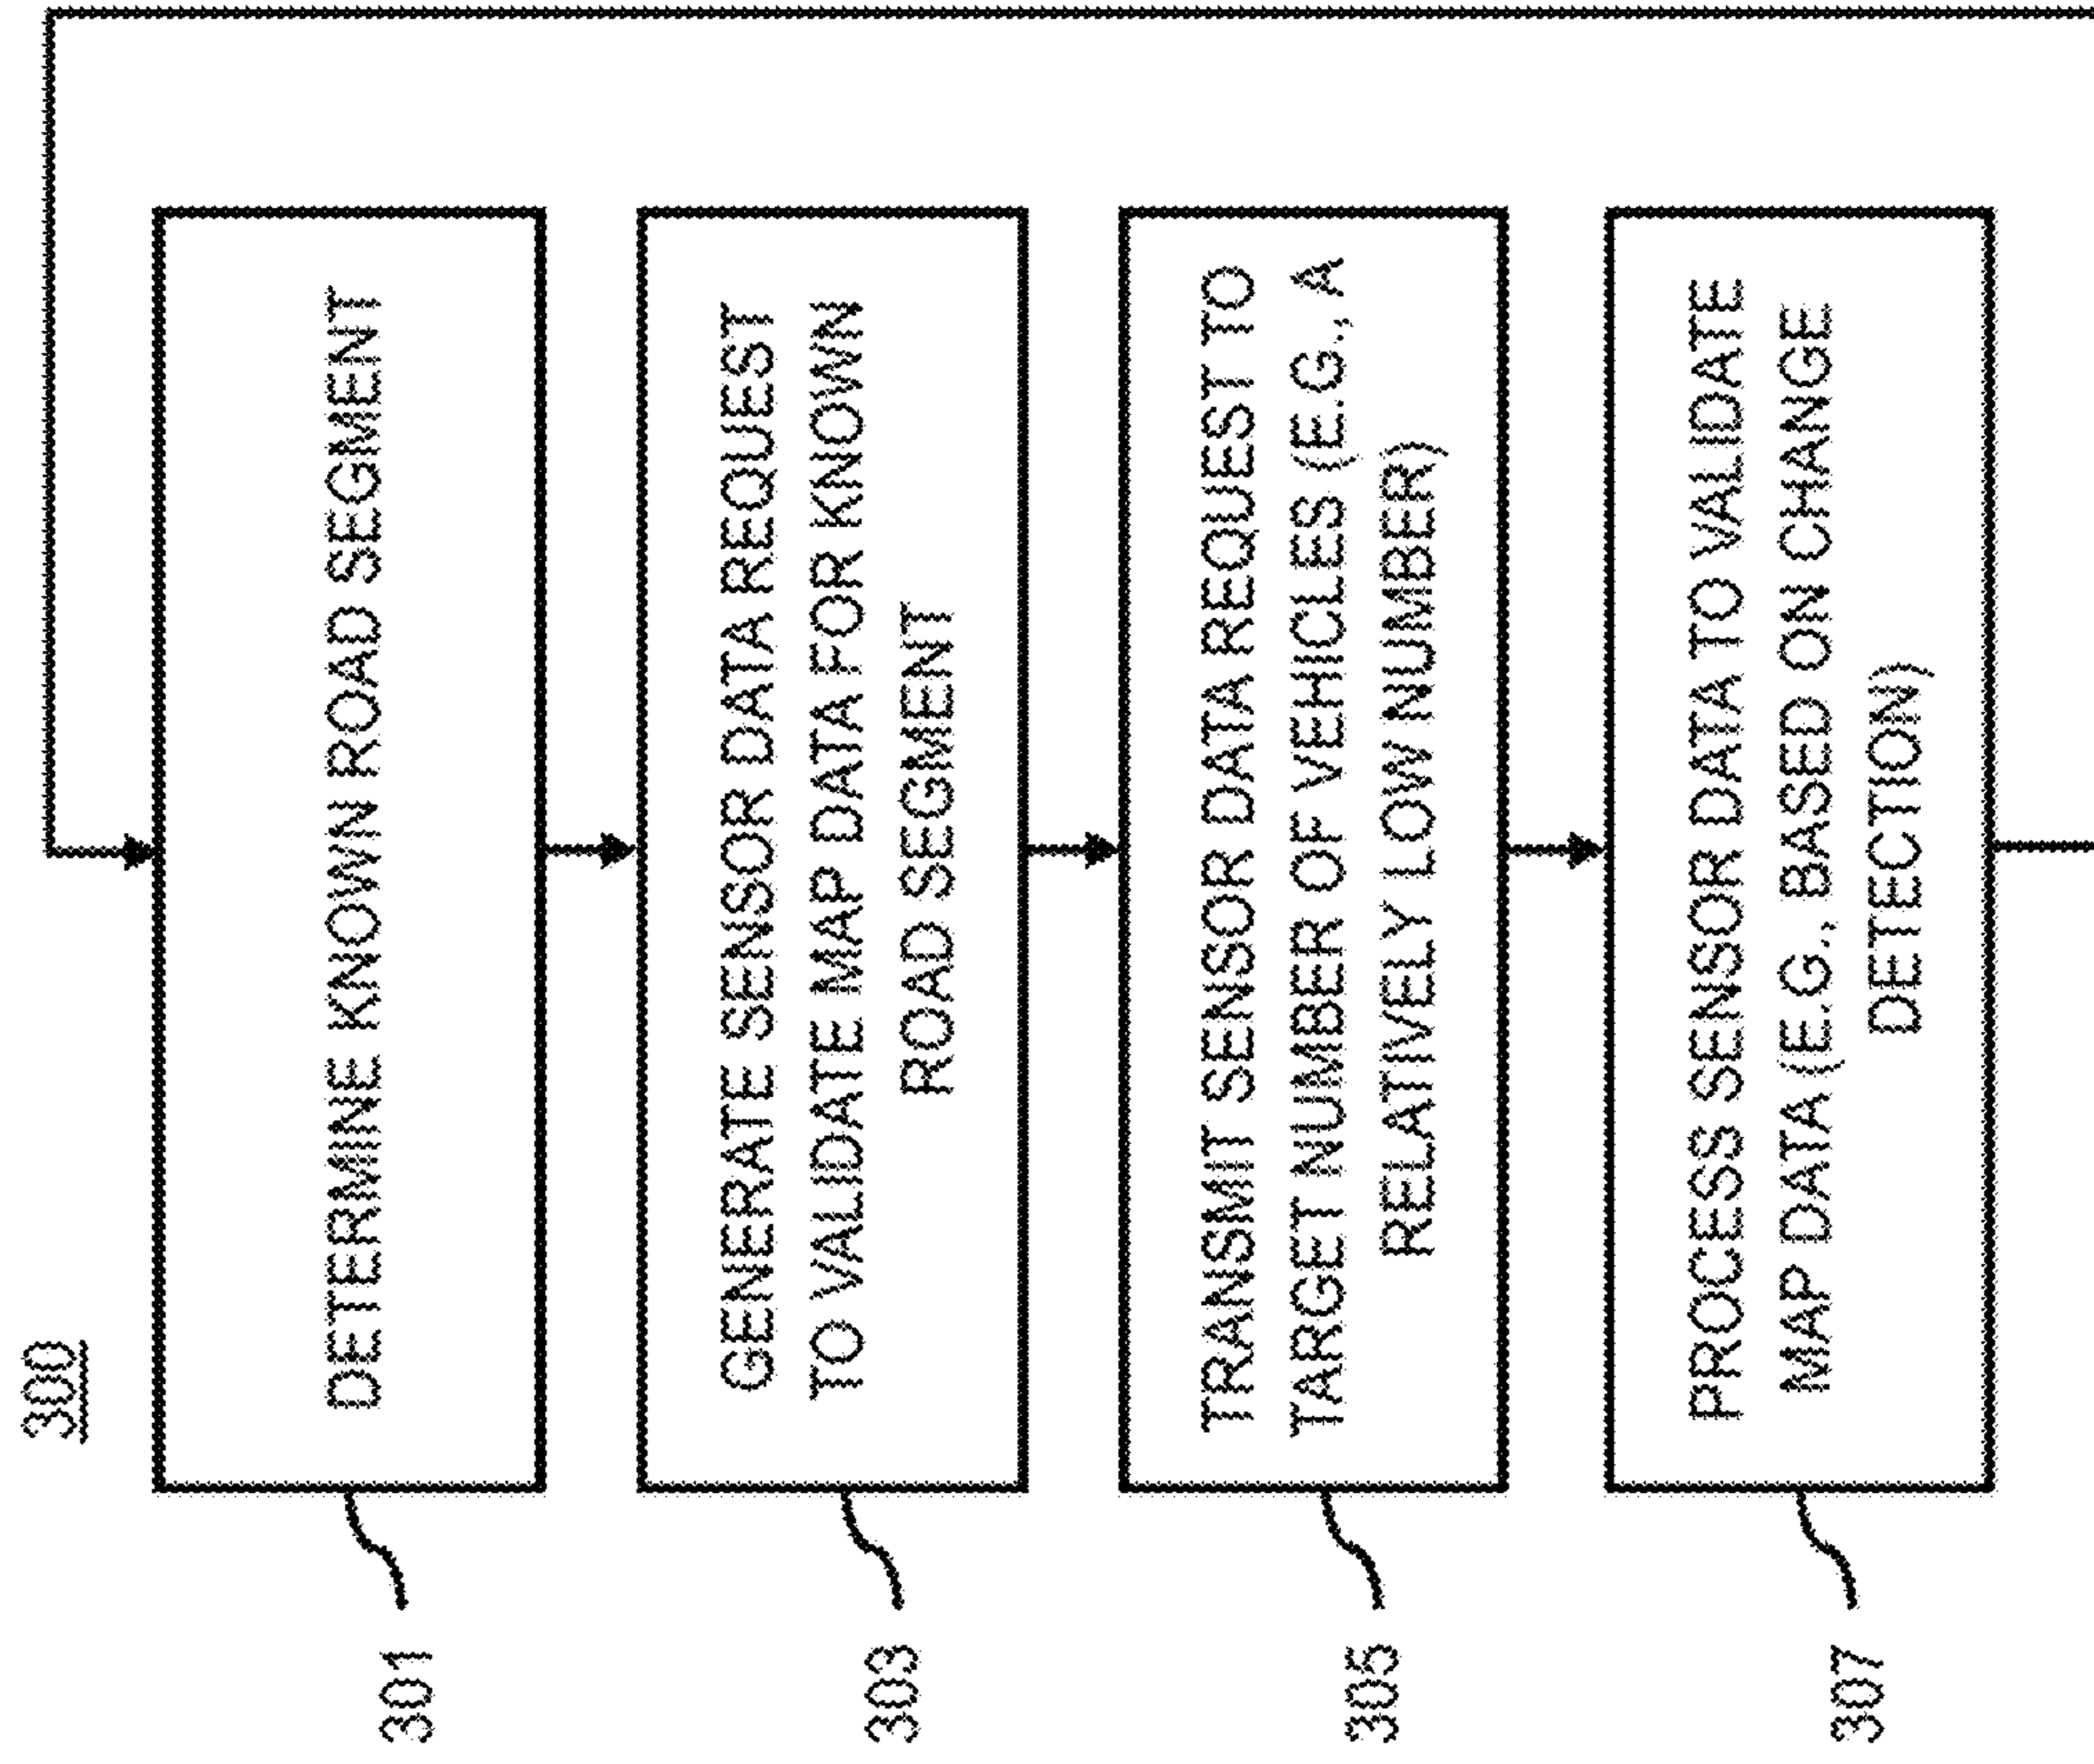 300
301
DETERMINE KNOWN ROAD SEGMENT
303
GENERATE SENSOR DATA REQUEST
TO VALIDATE MAP DATA FOR KNOWN
ROAD SEGMENT
305
TRANSMIT SENSOR DATA REQUEST TO
TARGET NUMBER OF VEHICLES (E.G., A
RELATIVELY LOW NUMBER)
307
PROCESS SENSOR DATA TO VALIDATE
MAP DATA (E.G., BASED ON CHANGE
DETECTION)